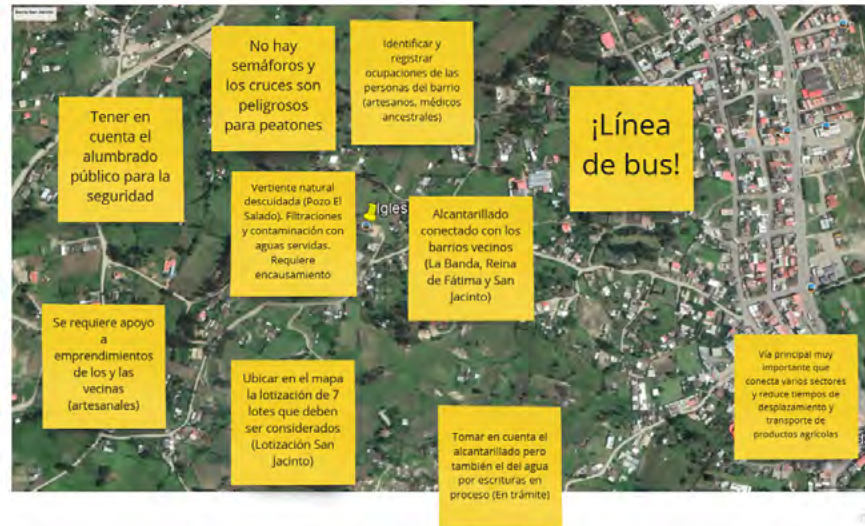 Barrio San Jacinto
No hay
semáforos y
los cruces son
peligrosos
para peatones
Identificar y
registrar
ocupaciones de las
personas del barrio
(artesanos, médicos
ancestrales)
¡Línea
de bus!
Tener en
cuenta el
alumbrado
público para la
seguridad
Vertiente natural
descuidada (Pozo El
Salado). Filtraciones
y contaminación con
aguas servidas.
Requiere
encausamiento
Igles
Alcantarillado
conectado con los
barrios vecinos
(La Banda, Reina
de Fátima y San
Jacinto)
Se requiere apoyo
a
emprendimientos
de los y las
vecinas
(artesanales)
Ubicar en el mapa
la lotización de 7
lotes que deben
ser considerados
(Lotización San
Jacinto)
Tomar en cuenta el
alcantarillado pero
también el del agua
por escrituras en
proceso (En trámite)
Vía principal muy
importante que
conecta varios sectores
y reduce tiempos de
desplazamiento y
transporte de
productos agrícolas